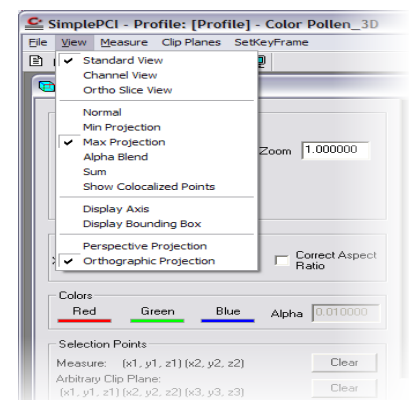 SimplePCI - Profile: [Profile] - Color Pollen_3D
File View Measure Clip Planes SetKeyFrame
Standard View
Channel View
Ortho Slice View
Normal
Min Projection
Max Projection
Zoom 1.000000
Alpha Blend
Sum
Show Colocalized Points
Display Axis
Display Bounding Box
Perspective Projection
Orthographic Projection
Correct Aspect
Ratio
Colors
Red Green Blue Alpha 0.010000
Selection Points
Measure: (x1, y1, z1) (x2, y2, z2) Clear
Arbitrary Clip Plane:
(x1, y1, z1) (x2, y2, z2) (x3, y3, z3) Clear